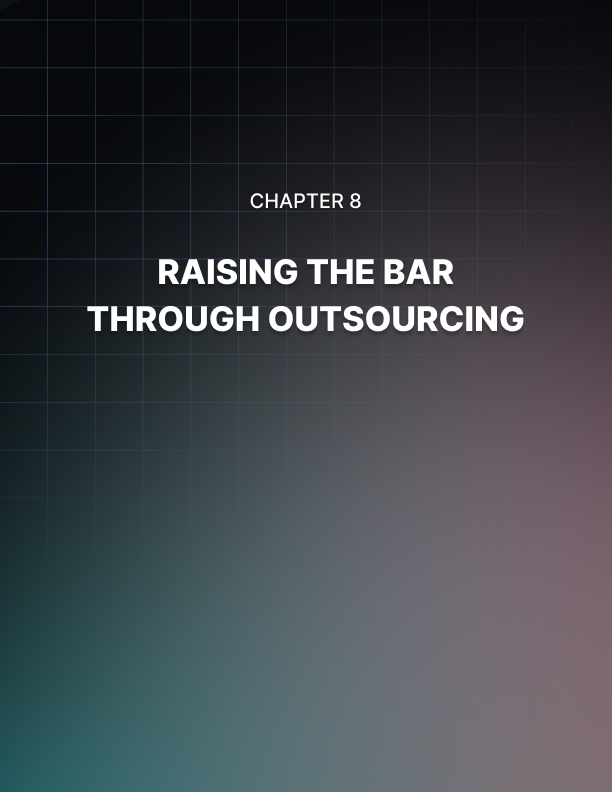 CHAPTER 8
RAISING THE BAR
THROUGH OUTSOURCING